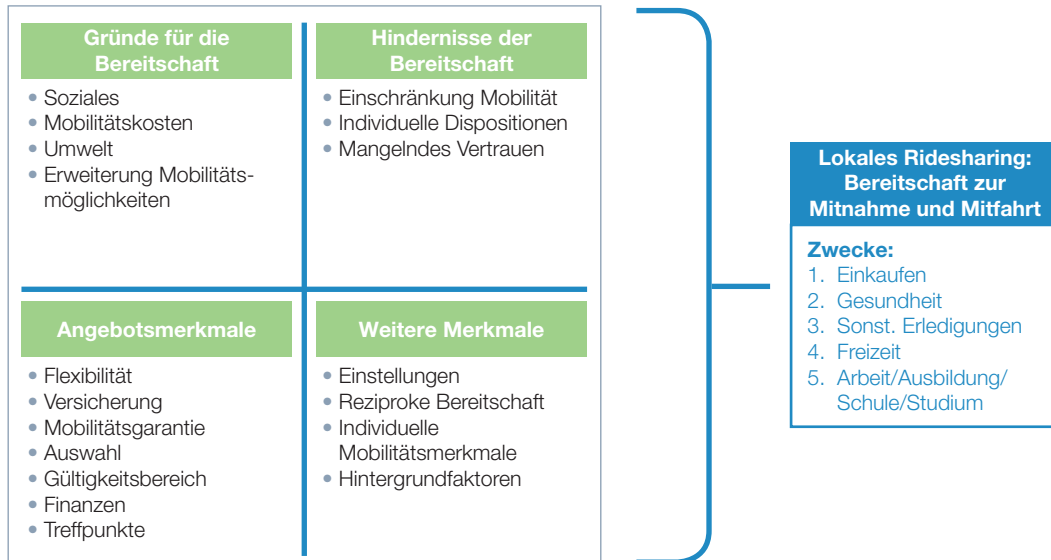 Gründe für die
Bereitschaft
• Soziales
• Mobilitätskosten
• Umwelt
• Erweiterung Mobilitäts-
möglichkeiten
Hindernisse der
Bereitschaft
• Einschränkung Mobilität
• Individuelle Dispositionen
• Mangelndes Vertrauen
Angebotsmerkmale
• Flexibilität
• Versicherung
• Mobilitätsgarantie
• Auswahl
• Gültigkeitsbereich
• Finanzen
• Treffpunkte
Weitere Merkmale
• Einstellungen
• Reziproke Bereitschaft
• Individuelle
Mobilitätsmerkmale
• Hintergrundfaktoren
Lokales Ridesharing:
Bereitschaft zur
Mitnahme und Mitfahrt
Zwecke:
1. Einkaufen
2. Gesundheit
3. Sonst. Erledigungen
4. Freizeit
5. Arbeit/Ausbildung/
Schule/Studium